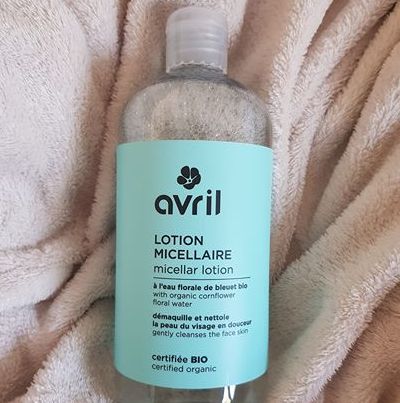 avril
LOTION
MICELLAIRE
micellar lotion
à l'eau florale de bleuet bio
with organic cornflower
floral water
démaquille et nettoie
la peau du visage en douceur
gently cleanses the face skin
certifiée BIO
certified organic